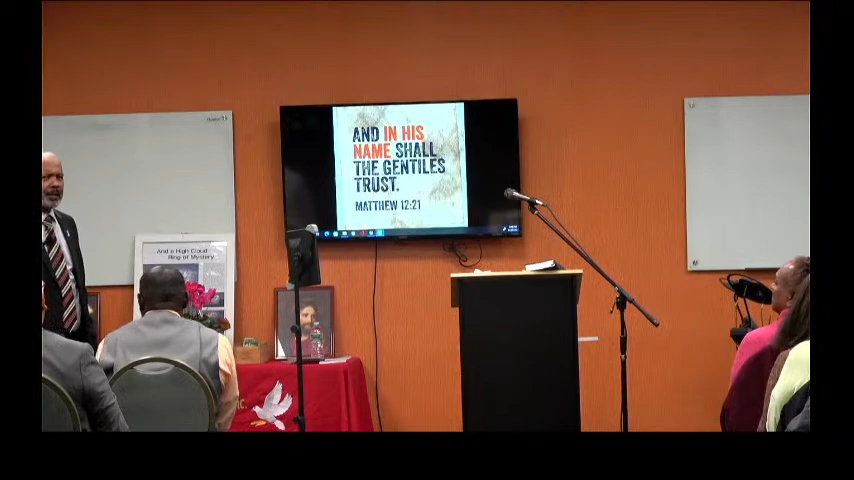 AND IN HIS
NAME SHALL
THE GENTILES
TRUST.
MATTHEW 12:21
And a High Cloud
Ring of Mystery